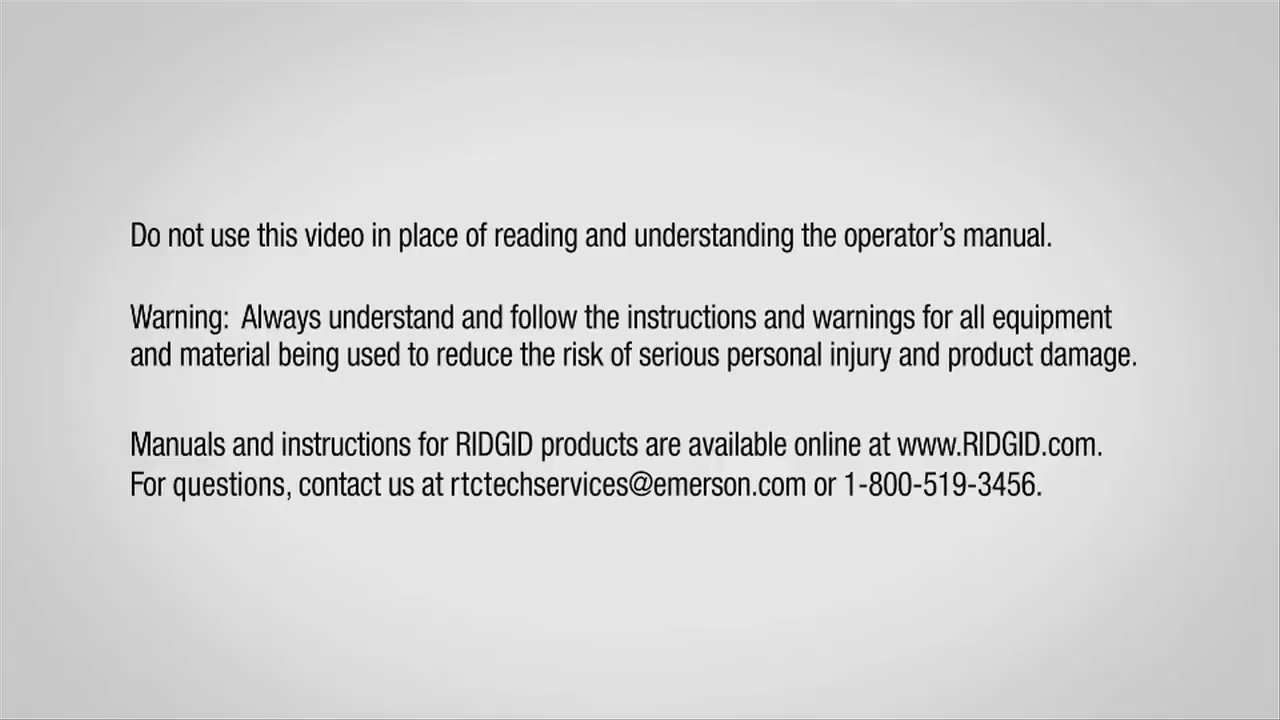 Do not use this video in place of reading and understanding the operator’s manual.
Warning:  Always understand and follow the instructions and warnings for all equipment
and material being used to reduce the risk of serious personal injury and product damage.
Manuals and instructions for RIDGID products are available online at www.RIDGID.com.
For questions, contact us at rtctechservices@emerson.com or 1-800-519-3456.